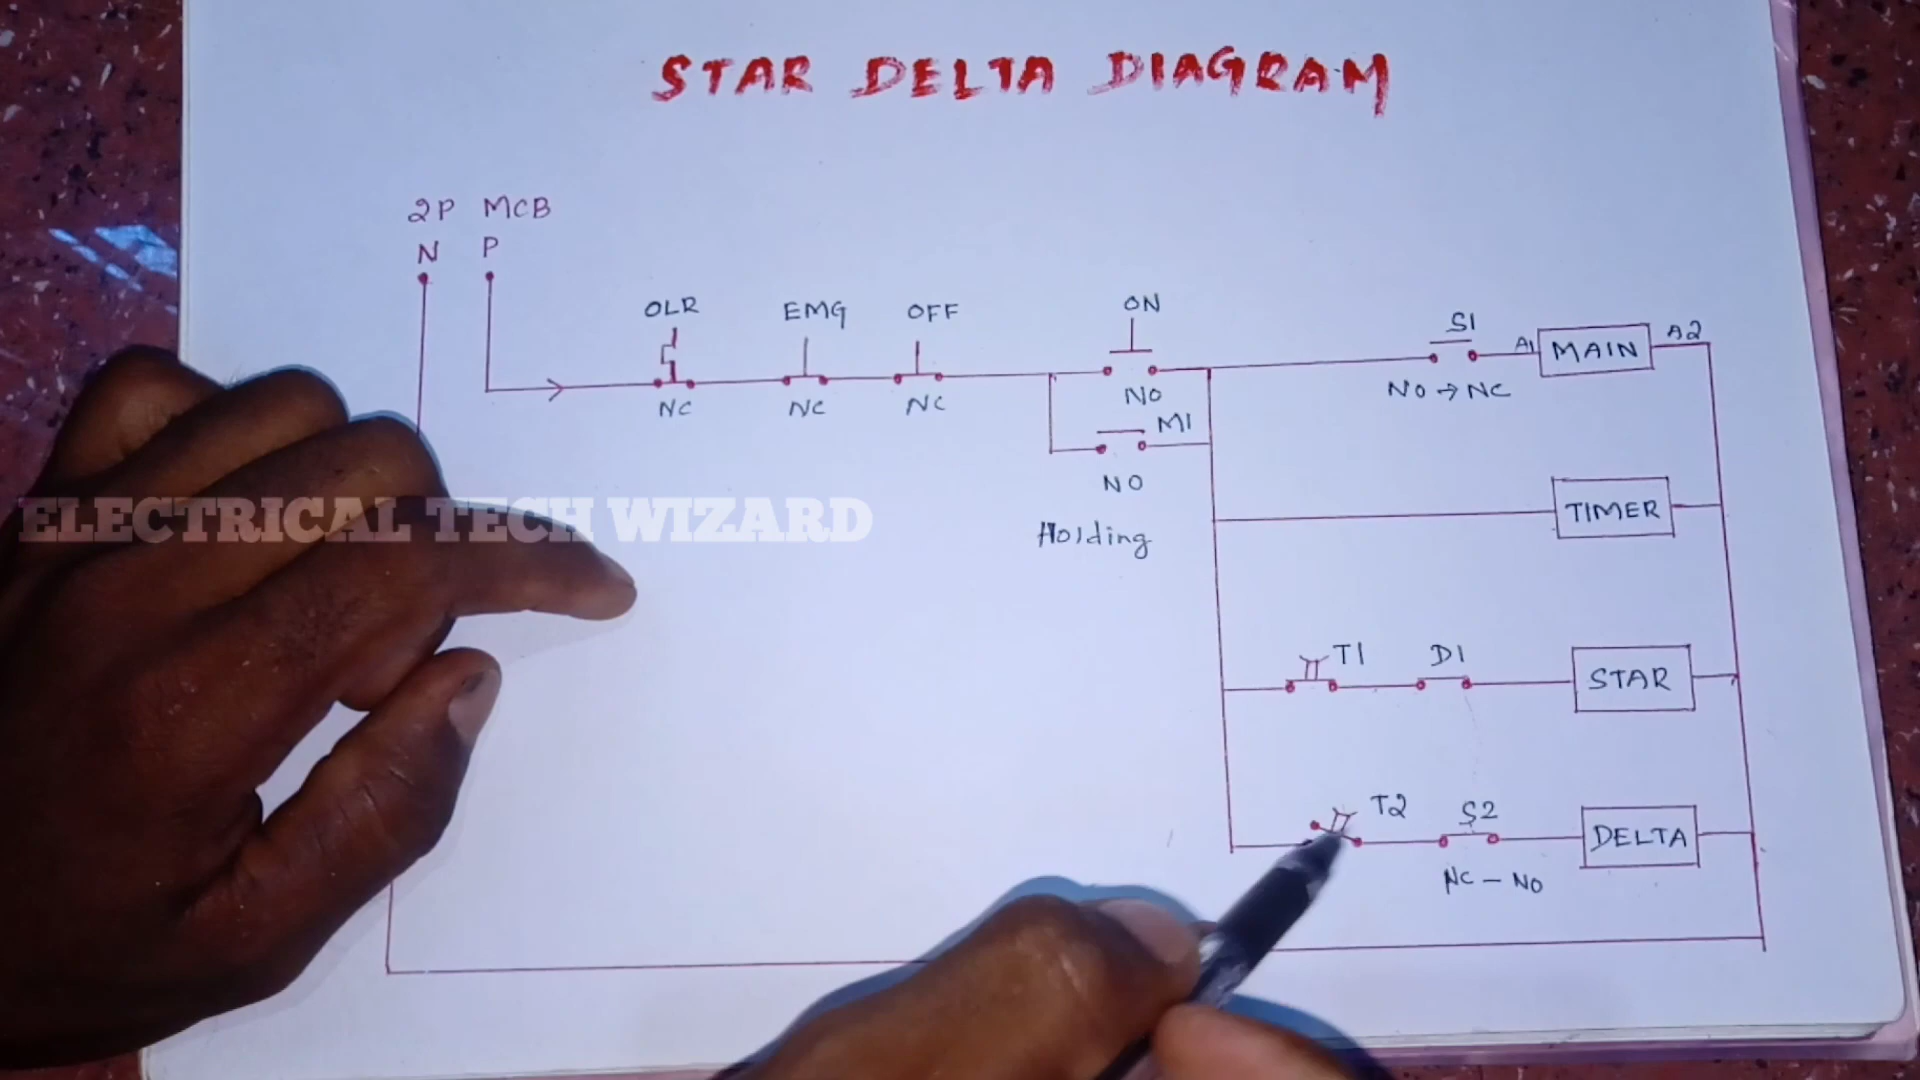 STAR DELTA DIAGRAM
2P MCB
N P
OLR EMG OFF ON S1
A1 MAIN A2
NC NC NC NO NO → NC
M1
NO
Holding
TIMER
ELECTRICAL TECH WIZARD
T1 D1 STAR
T2 S2 DELTA
NC - NO